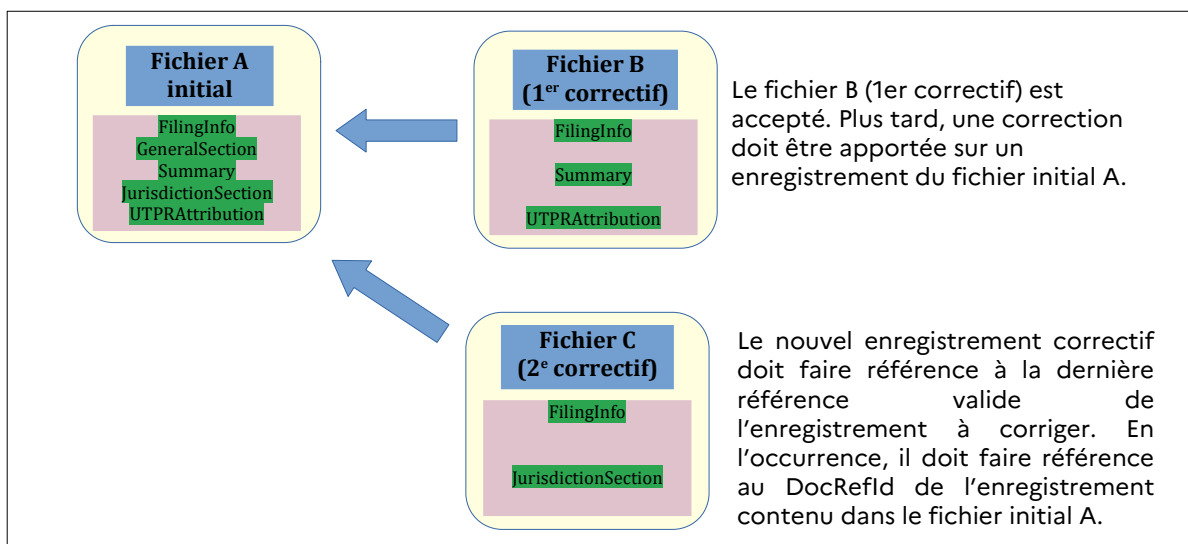 Fichier A
initial
FilingInfo
GeneralSection
Summary
JurisdictionSection
UTPRAttribution
Fichier B
(1er correctif)
FilingInfo
Summary
UTPRAttribution
Le fichier B (1er correctif) est
accepté. Plus tard, une correction
doit être apportée sur un
enregistrement du fichier initial A.
Fichier C
(2e correctif)
FilingInfo
JurisdictionSection
Le nouvel enregistrement correctif
doit faire référence à la dernière
référence valide de
l’enregistrement à corriger. En
l’occurrence, il doit faire référence
au DocRefId de l’enregistrement
contenu dans le fichier initial A.